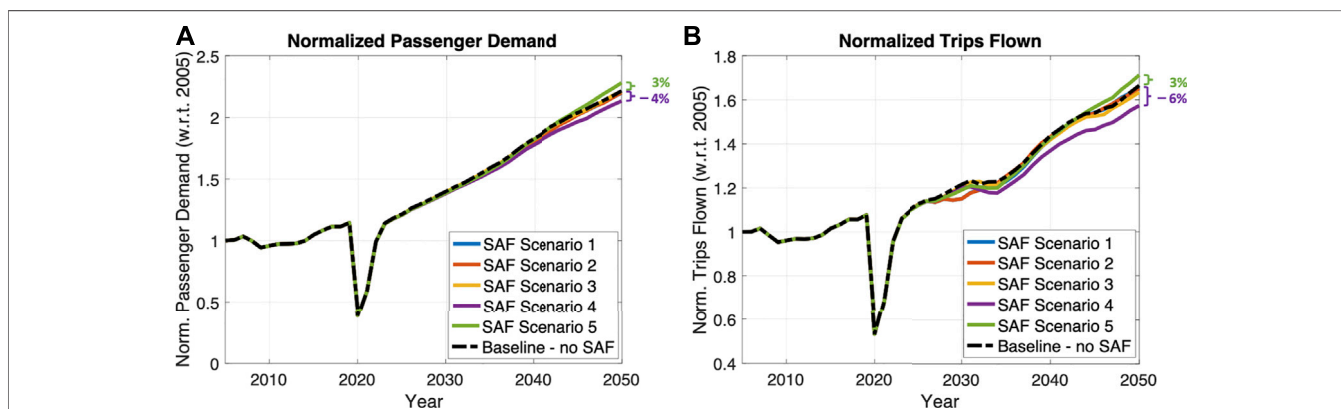 A
Normalized Passenger Demand
Norm. Passenger Demand (w.r.t. 2005)
2.5
2
1.5
1
0.5
0
2010
2020
2030
2040
2050
Year
3%
−4%
SAF Scenario 1
SAF Scenario 2
SAF Scenario 3
SAF Scenario 4
SAF Scenario 5
Baseline - no SAF
B
Normalized Trips Flown
Norm. Trips Flown (w.r.t. 2005)
1.8
1.6
1.4
1.2
1.0
0.8
0.6
0.4
2010
2020
2030
2040
2050
Year
3%
−6%
SAF Scenario 1
SAF Scenario 2
SAF Scenario 3
SAF Scenario 4
SAF Scenario 5
Baseline - no SAF